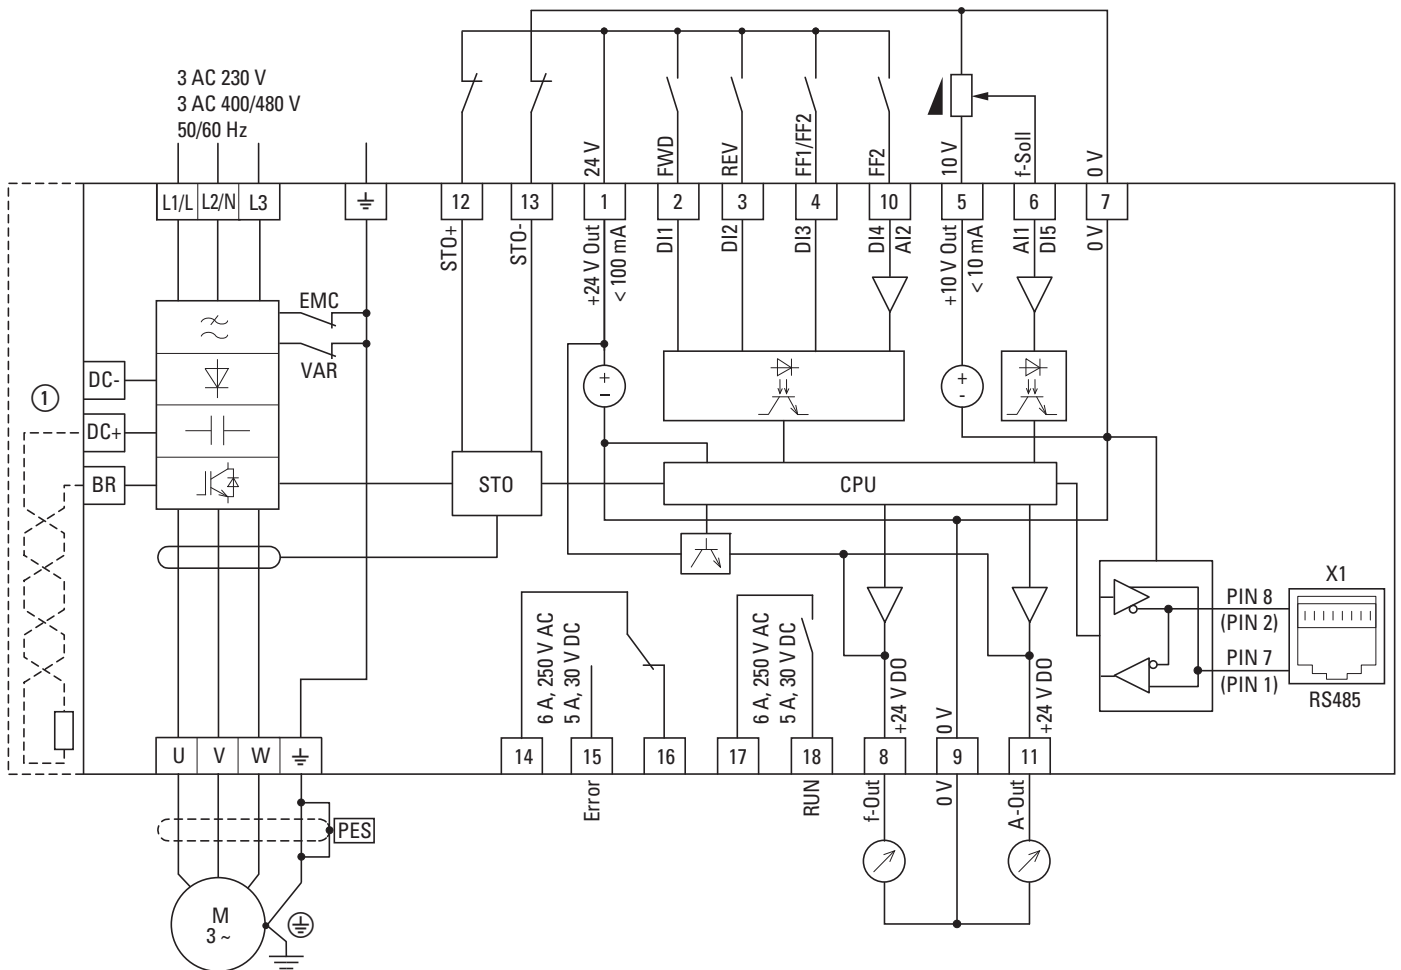 3 AC 230 V
3 AC 400/480 V
50/60 Hz
24 V
FWD
REV
FF1/FF2
FF2
10 V
f-Soll
0 V
L1/L
L2/N
L3
12
13
1
2
3
4
10
5
6
7
STO+
STO-
+24 V Out
< 100 mA
DI1
DI2
DI3
DI4
AI2
+10 V Out
< 10 mA
AI1
DI5
0 V
EMC
VAR
1
DC-
DC+
BR
+
−
+
-
STO
CPU
X1
PIN 8
(PIN 2)
PIN 7
(PIN 1)
RS485
6 A, 250 V AC
5 A, 30 V DC
6 A, 250 V AC
5 A, 30 V DC
+24 V DO
0 V
+24 V DO
U
V
W
14
15
16
17
18
8
9
11
Error
RUN
f-Out
0 V
A-Out
PES
M
3 ~